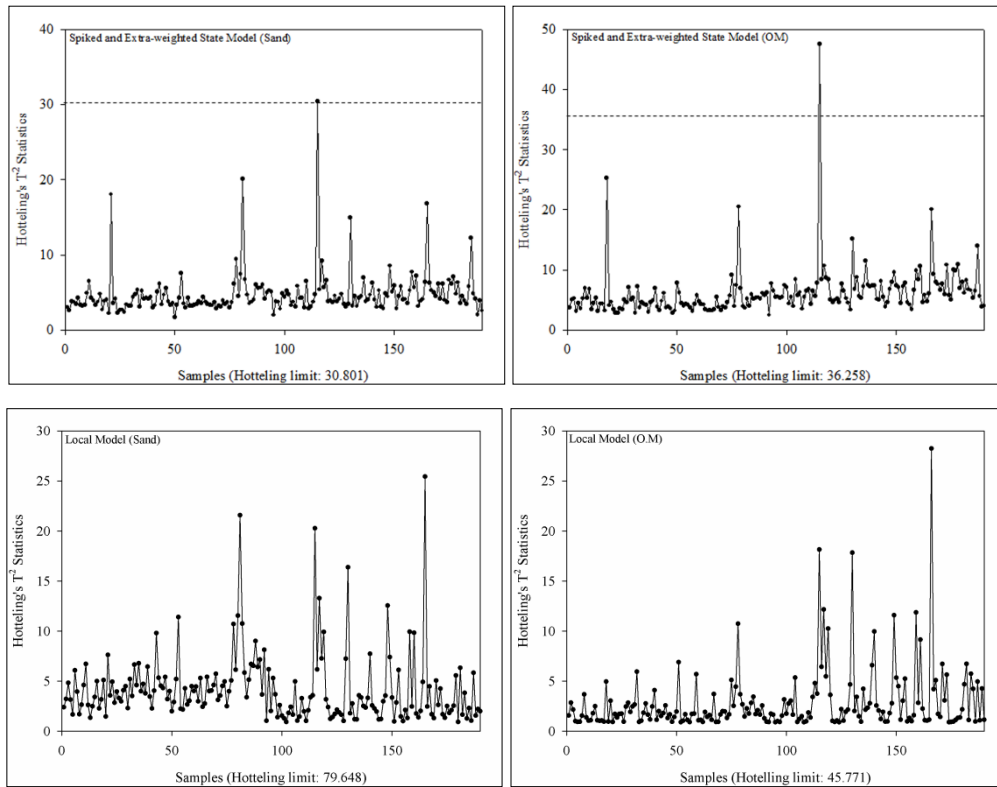 Spiked and Extra-weighted State Model (Sand)
Hotteling's T² Statistics
40
30
20
10
0
0 50 100 150
Samples (Hotteling limit: 30.801)
Spiked and Extra-weighted State Model (OM)
Hotteling's T² Statisstics
50
40
30
20
10
0
0 50 100 150
Samples (Hotteling limit: 36.258)
Local Model (Sand)
Hotteling's T² Statistics
30
25
20
15
10
5
0
0 50 100 150
Samples (Hotteling limit: 79.648)
Local Model (O.M)
Hotteling's T² Statistics
30
25
20
15
10
5
0
0 50 100 150
Samples (Hotelling limit: 45.771)